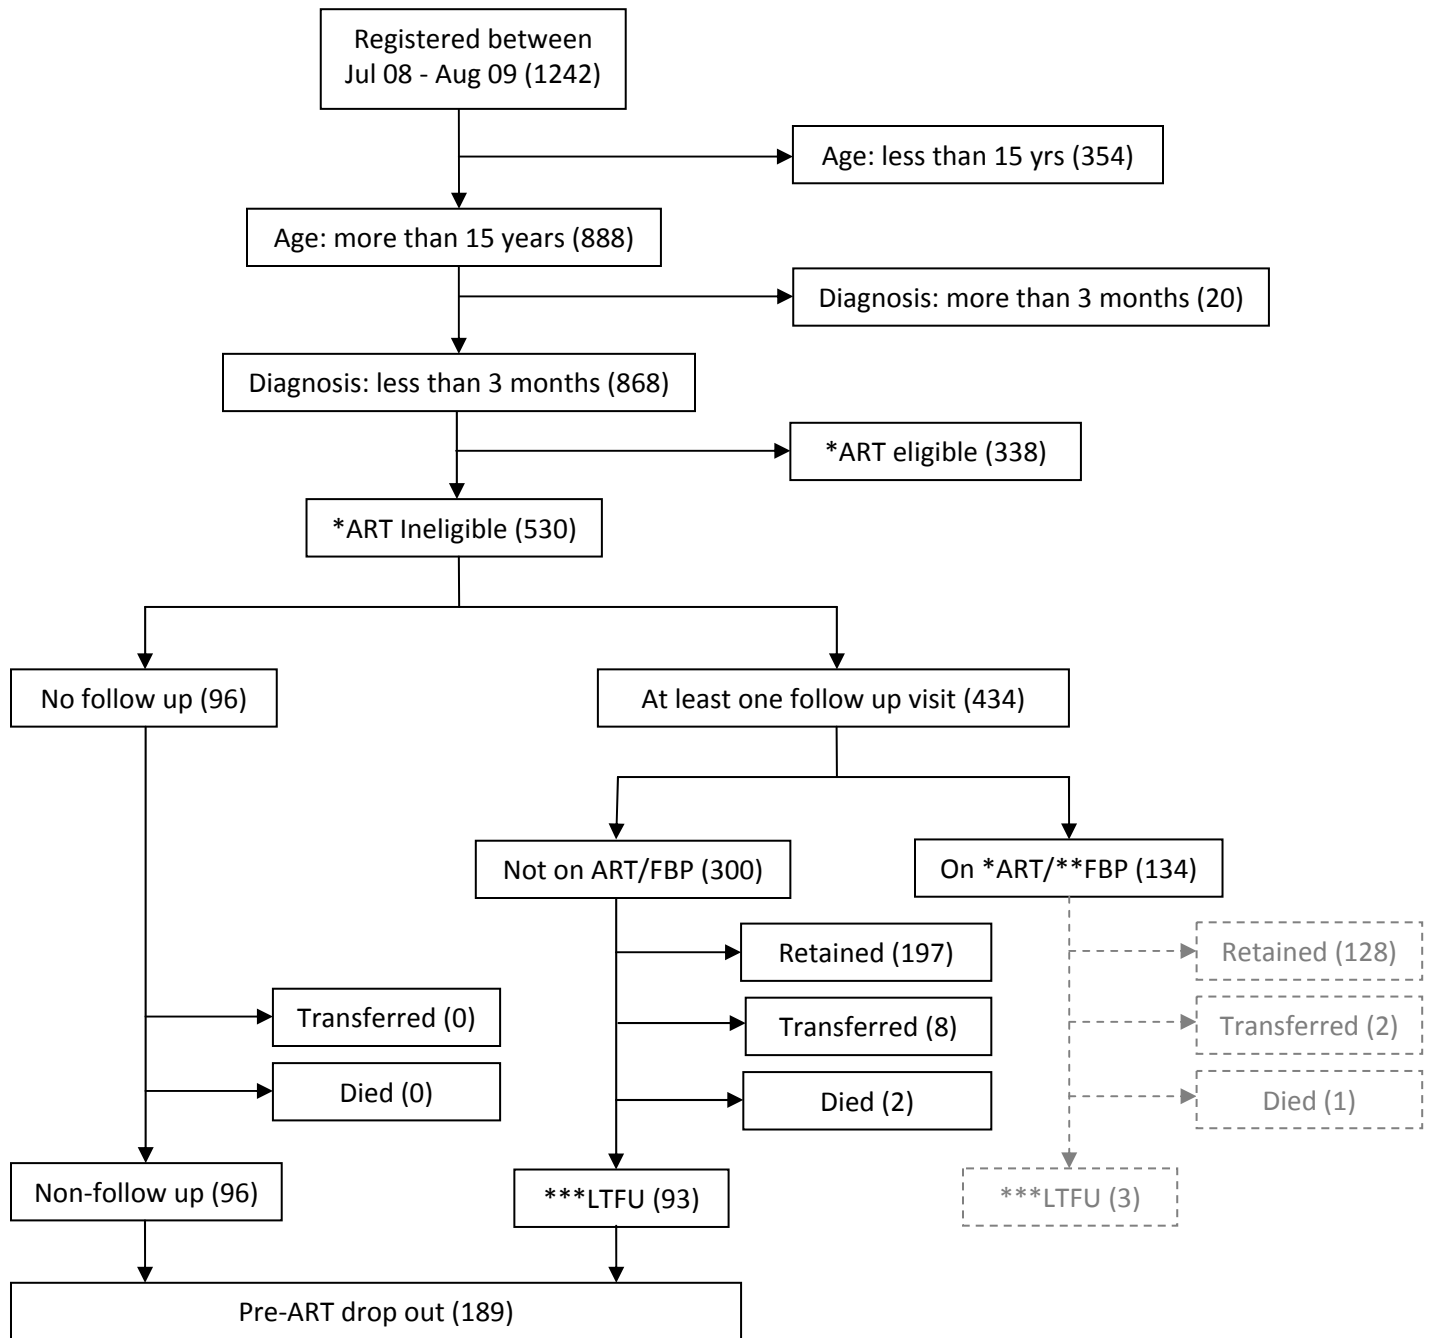 Registered between
Jul 08 - Aug 09 (1242)
Age: less than 15 yrs (354)
Age: more than 15 years (888)
Diagnosis: more than 3 months (20)
Diagnosis: less than 3 months (868)
*ART eligible (338)
*ART Ineligible (530)
No follow up (96)
At least one follow up visit (434)
Not on ART/FBP (300)
On *ART/**FBP (134)
Retained (197)
Retained (128)
Transferred (0)
Transferred (8)
Transferred (2)
Died (0)
Died (2)
Died (1)
Non-follow up (96)
***LTFU (93)
***LTFU (3)
Pre-ART drop out (189)